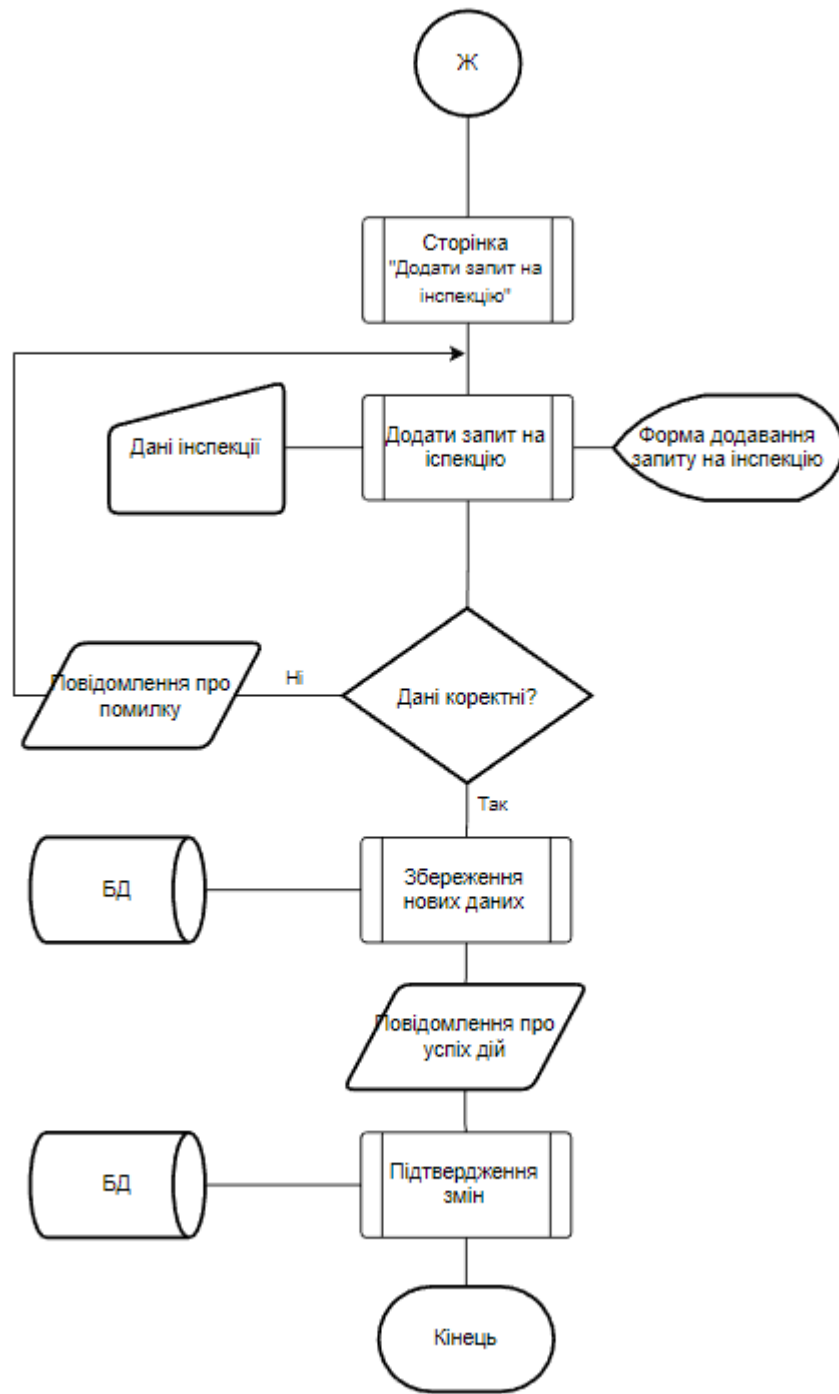 Ж
Сторінка
"Додати запит на
інспекцію"
Дані інспекції
Додати запит на
іспекцію
Форма додавання
запиту на інспекцію
Повідомлення про
помилку
Ні
Дані коректні?
Так
БД
Збереження
нових даних
Повідомлення про
успіх дій
БД
Підтвердження
змін
Кінець